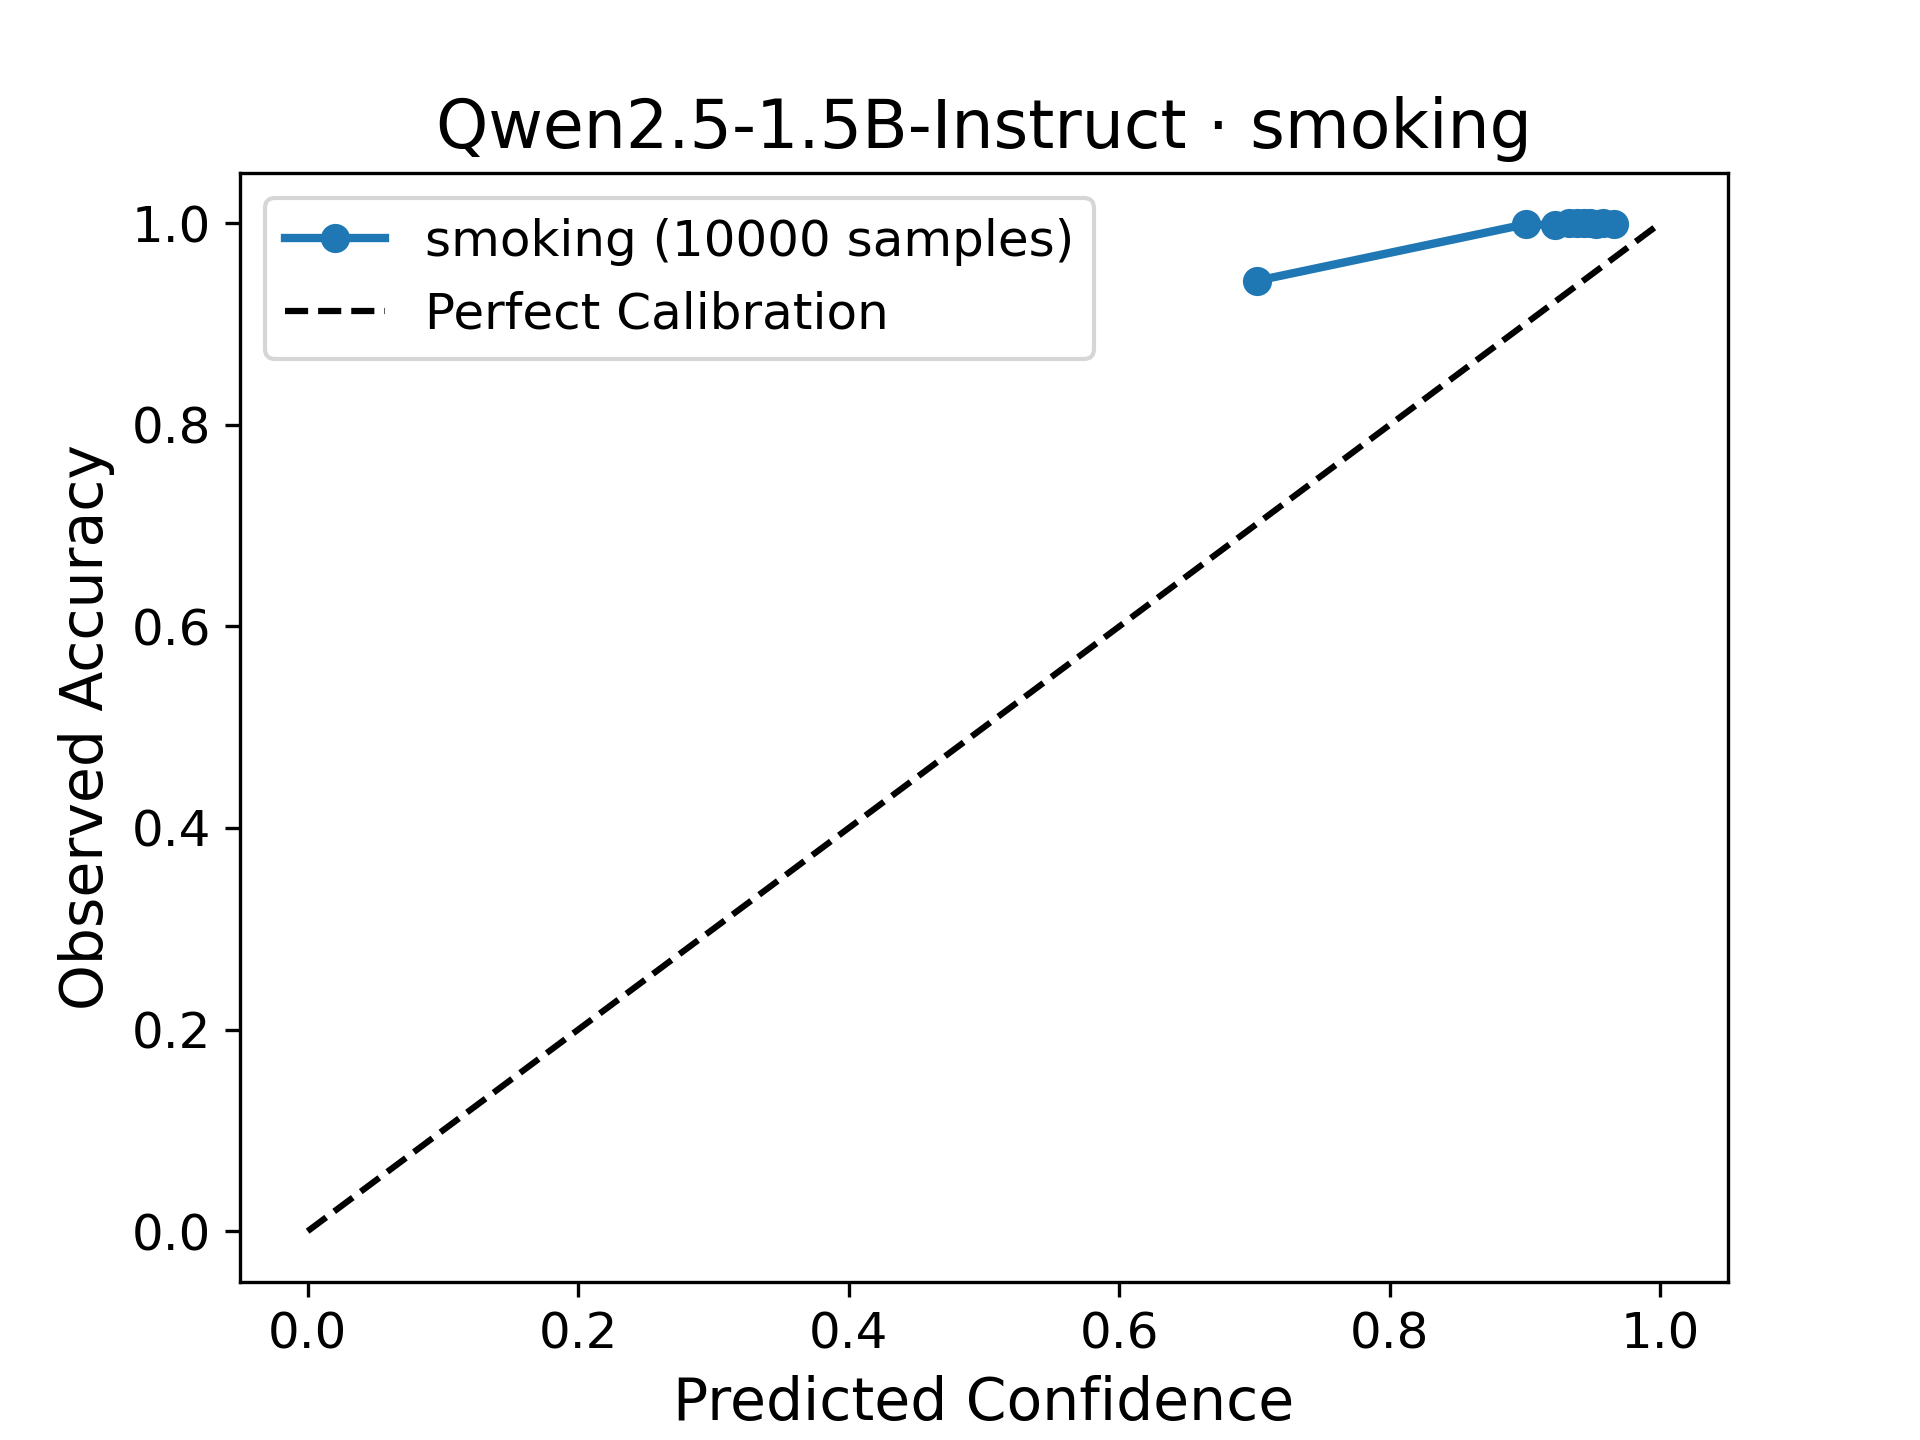 Qwen2.5-1.5B-Instruct · smoking
smoking (10000 samples)
Perfect Calibration
1.0
0.8
0.6
0.4
0.2
0.0
Observed Accuracy
0.0 0.2 0.4 0.6 0.8 1.0
Predicted Confidence